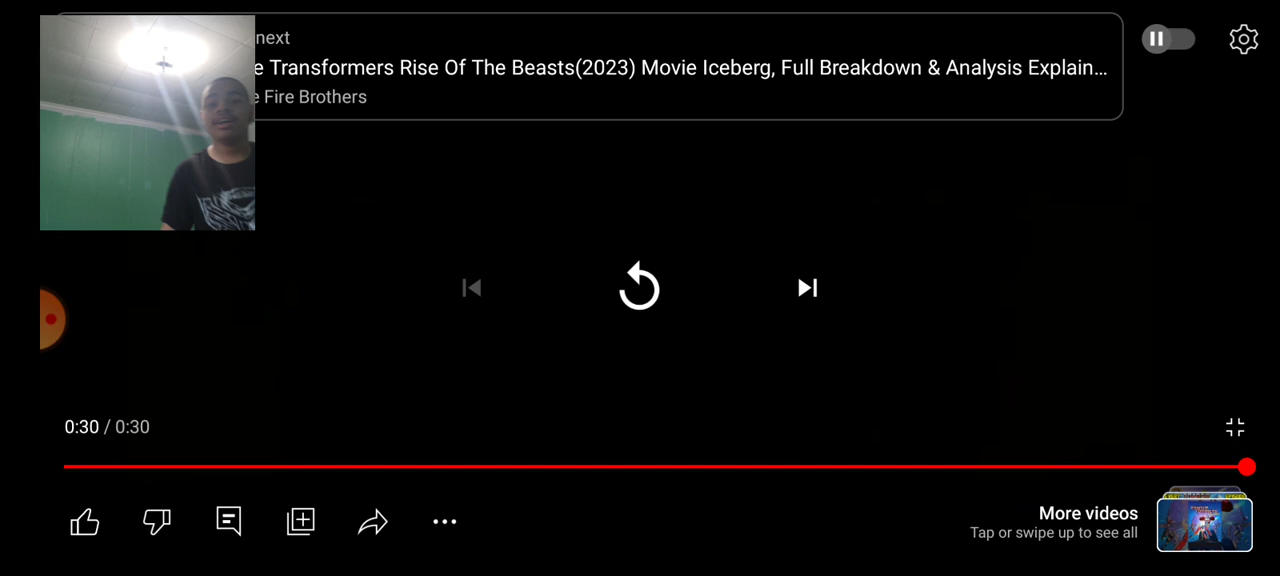 next
e Transformers Rise Of The Beasts(2023) Movie Iceberg, Full Breakdown & Analysis Explain...
e Fire Brothers
0:30 / 0:30
More videos
Tap or swipe up to see all